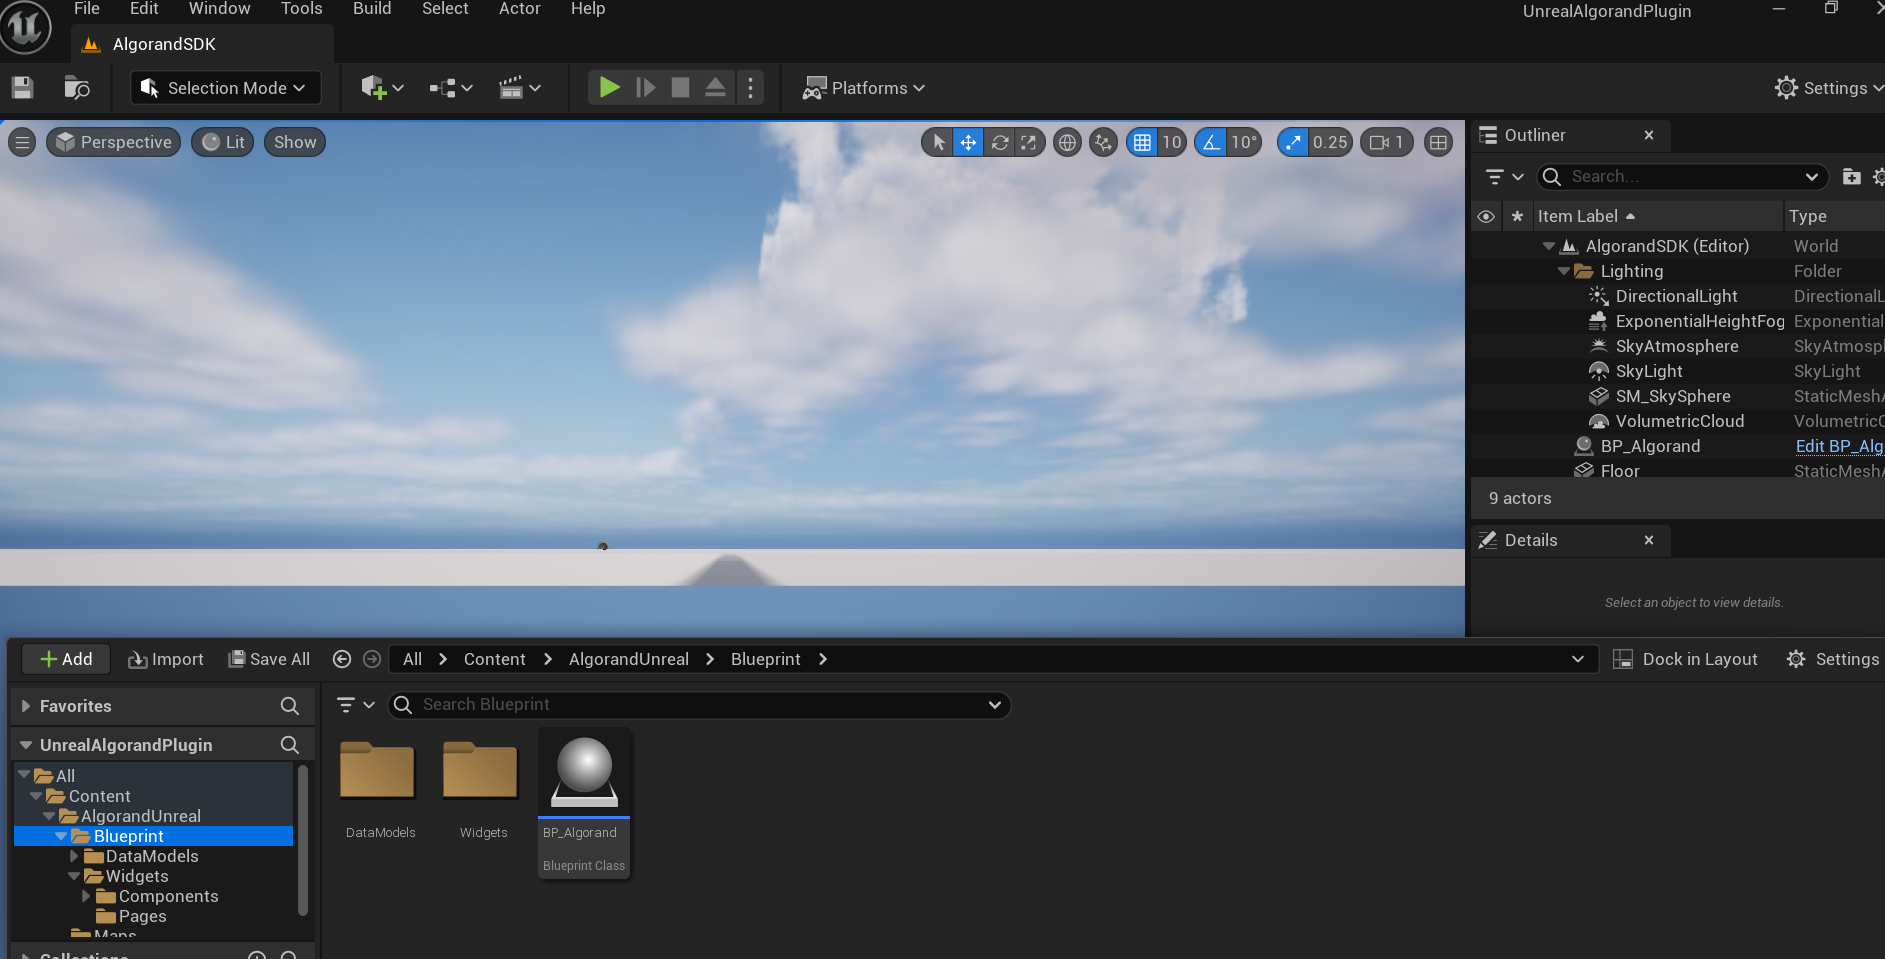 File Edit Window Tools Build Select Actor Help
UnrealAlgorandPlugin
AlgorandSDK
Selection Mode
Platforms
Settings
Perspective Lit Show
10 10° 0.25 1
Outliner
Search...
Item Label Type
AlgorandSDK (Editor) World
Lighting Folder
DirectionalLight DirectionalL
ExponentialHeightFog Exponential
SkyAtmosphere SkyAtmosp
SkyLight SkyLight
SM_SkySphere StaticMesh
VolumetricCloud Volumetric
BP_Algorand Edit BP_Alg
Floor StaticMesh
9 actors
Details
Select an object to view details.
Add Import Save All All Content AlgorandUnreal Blueprint Dock in Layout Settings
Favorites
Search Blueprint
UnrealAlgorandPlugin
All
Content
AlgorandUnreal
Blueprint
DataModels
Widgets
Components
Pages
Maps
Collections
DataModels
Widgets
BP_Algorand
Blueprint Class